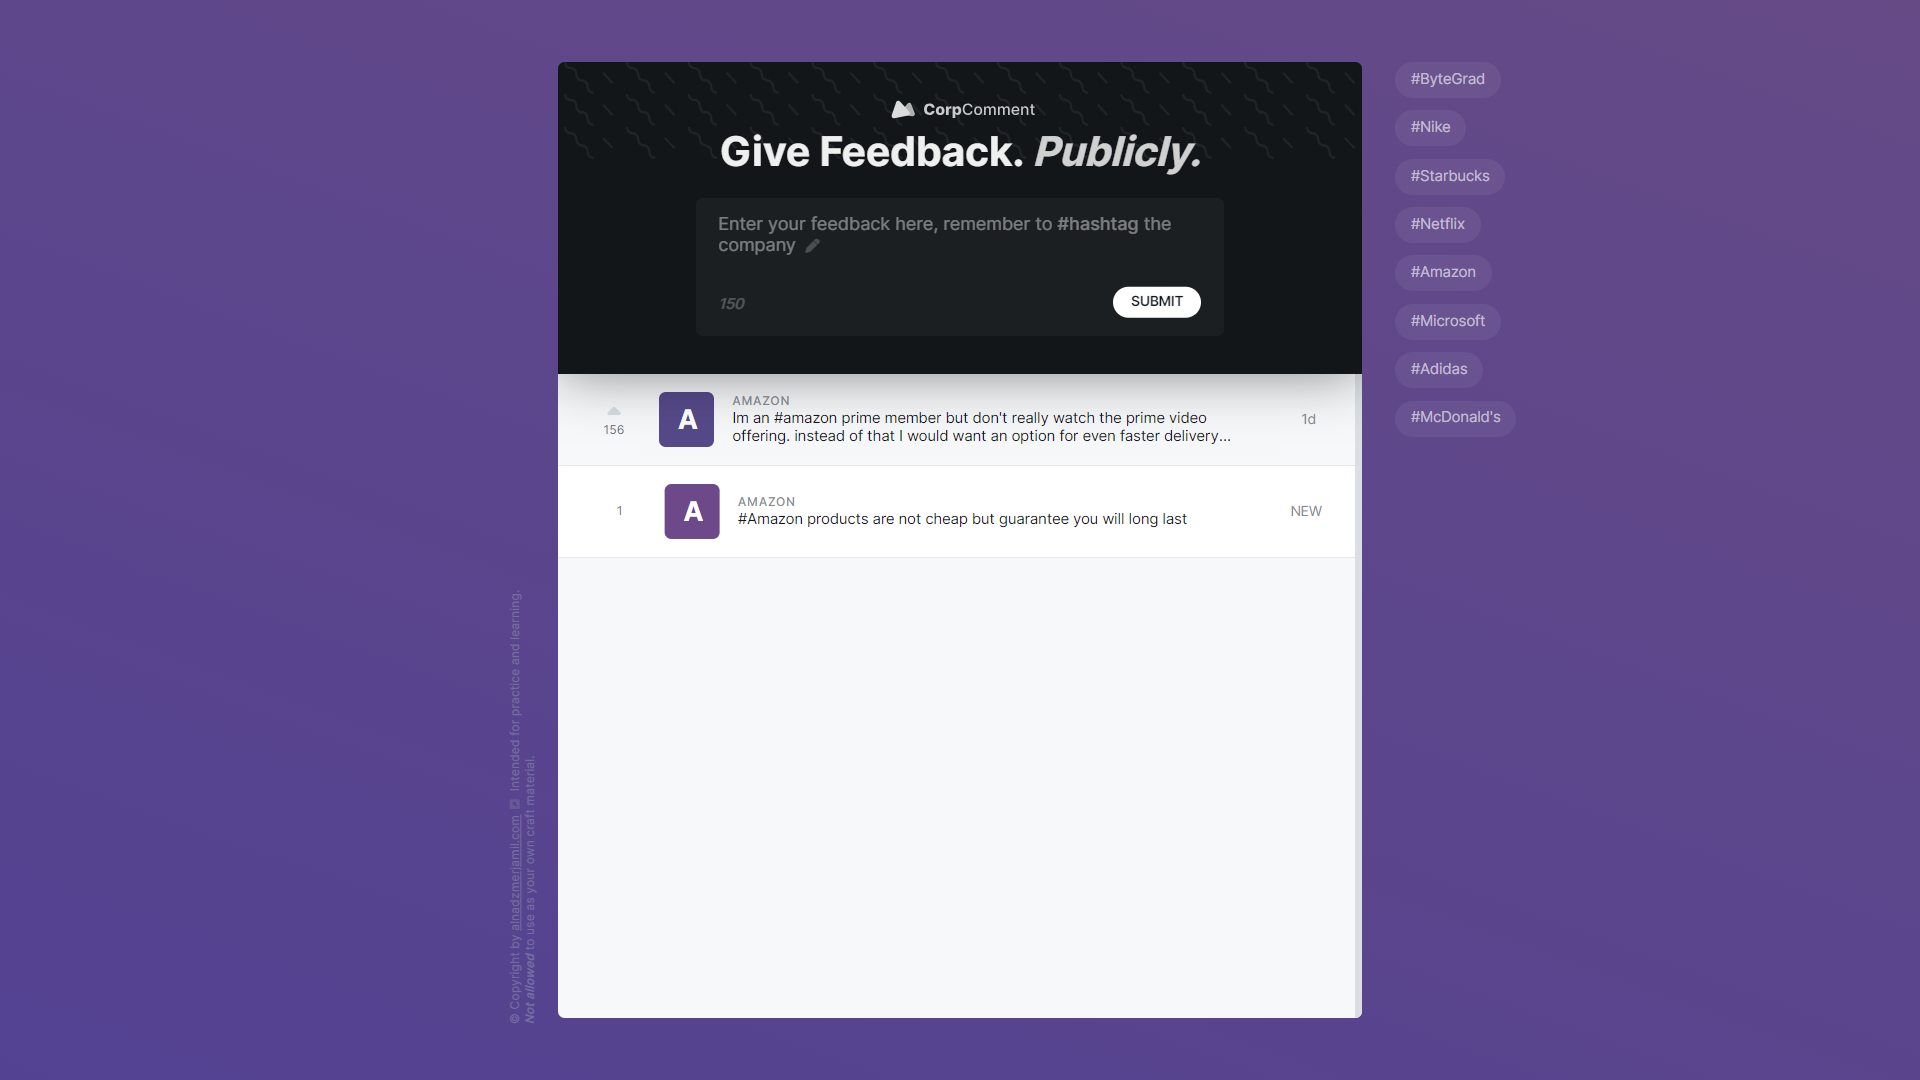 CorpComment
Give Feedback. Publicly.
Enter your feedback here, remember to #hashtag the
company
150
SUBMIT
156
A
AMAZON
Im an #amazon prime member but don't really watch the prime video
offering. instead of that I would want an option for even faster delivery...
1d
1
A
AMAZON
#Amazon products are not cheap but guarantee you will long last
NEW
#ByteGrad
#Nike
#Starbucks
#Netflix
#Amazon
#Microsoft
#Adidas
#McDonald's
© Copyright by alnadzmerjamil.com Intended for practice and learning.
Not allowed to use as your own craft material.